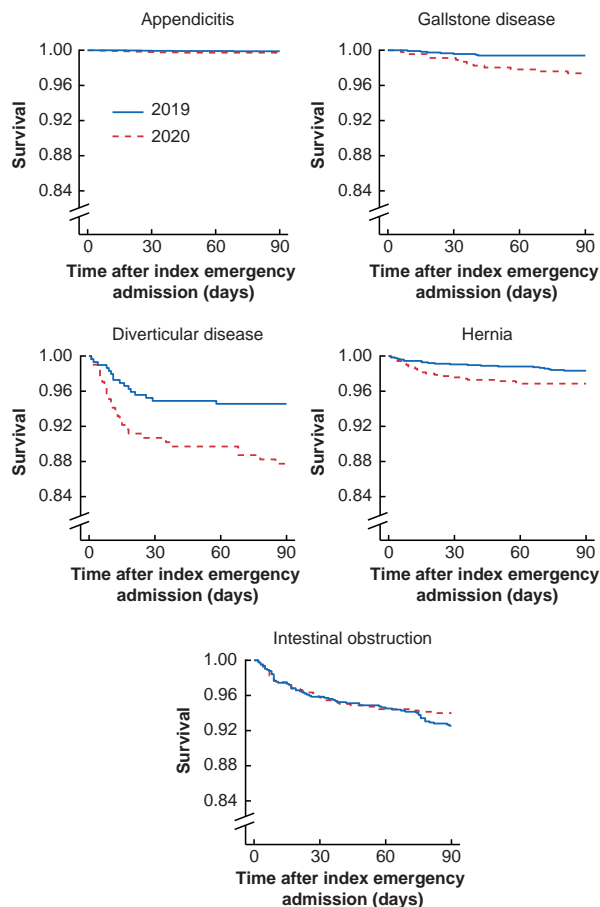 Appendicitis
1.00
0.96
0.92
0.88
0.84
Survival
2019
2020
0 30 60 90
Time after index emergency
admission (days)
Gallstone disease
1.00
0.96
0.92
0.88
0.84
Survival
0 30 60 90
Time after index emergency
admission (days)
Diverticular disease
1.00
0.96
0.92
0.88
0.84
Survival
0 30 60 90
Time after index emergency
admission (days)
Hernia
1.00
0.96
0.92
0.88
0.84
Survival
0 30 60 90
Time after index emergency
admission (days)
Intestinal obstruction
1.00
0.96
0.92
0.84
Survival
0 30 60 90
Time after index emergency
admission (days)